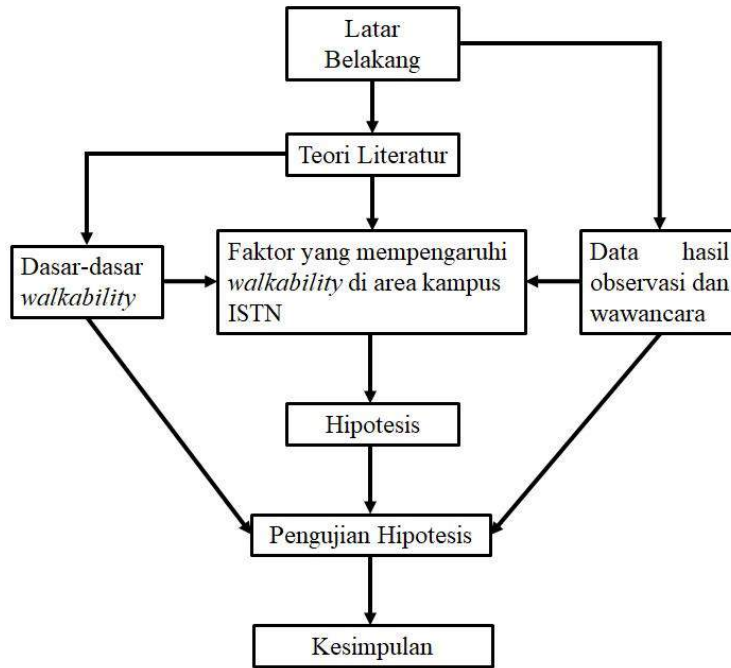 Latar
Belakang
Teori Literatur
Dasar-dasar
walkability
Faktor yang mempengaruhi
walkability di area kampus
ISTN
Data hasil
observasi dan
wawancara
Hipotesis
Pengujian Hipotesis
Kesimpulan